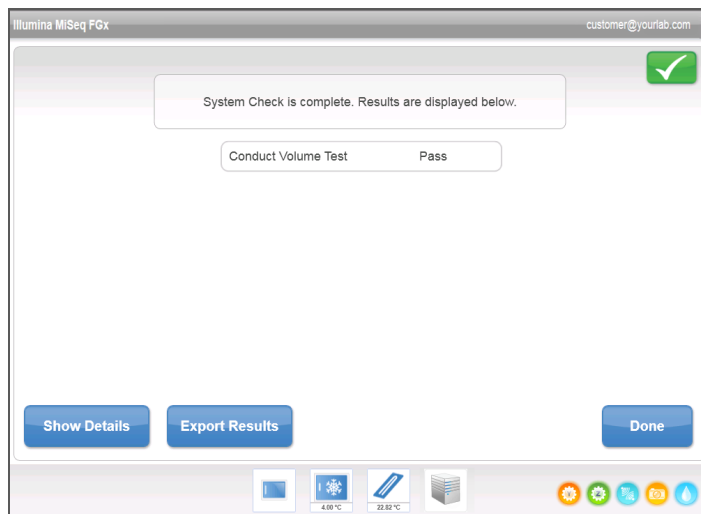 Illumina MiSeq FGx
customer@yourlab.com
System Check is complete. Results are displayed below.
Conduct Volume Test Pass
Show Details
Export Results
Done
4.00 °C
22.82 °C